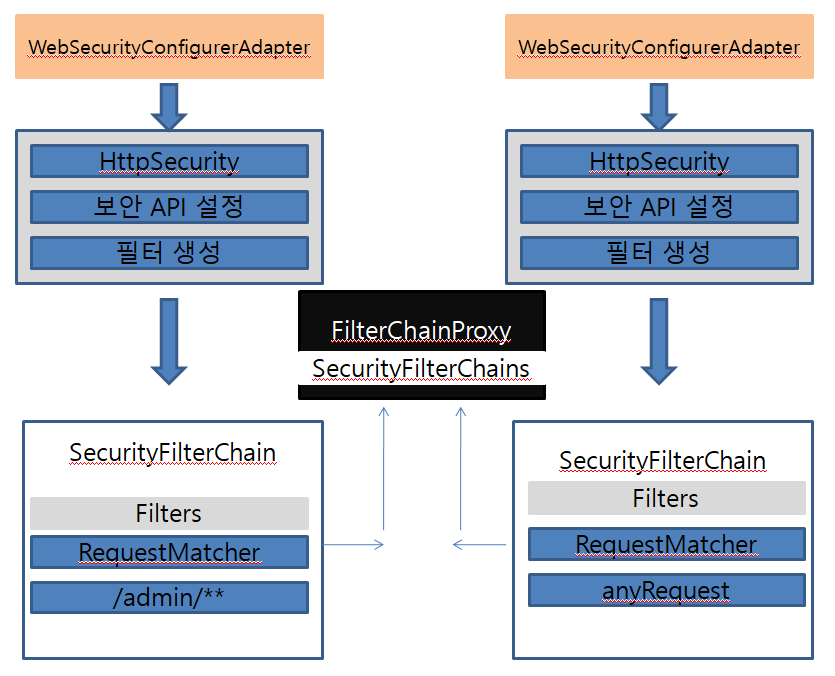 WebSecurityConfigurerAdapter
HttpSecurity
보안 API 설정
필터 생성
WebSecurityConfigurerAdapter
HttpSecurity
보안 API 설정
필터 생성
FilterChainProxy
SecurityFilterChains
SecurityFilterChain
Filters
RequestMatcher
/admin/**
SecurityFilterChain
Filters
RequestMatcher
anyRequest